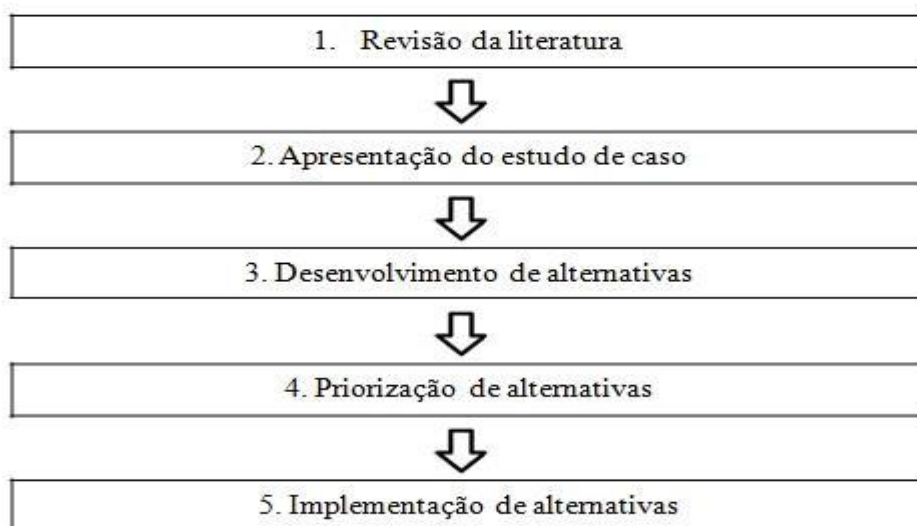 1. Revisão da literatura
2. Apresentação do estudo de caso
3. Desenvolvimento de alternativas
4. Priorização de alternativas
5. Implementação de alternativas